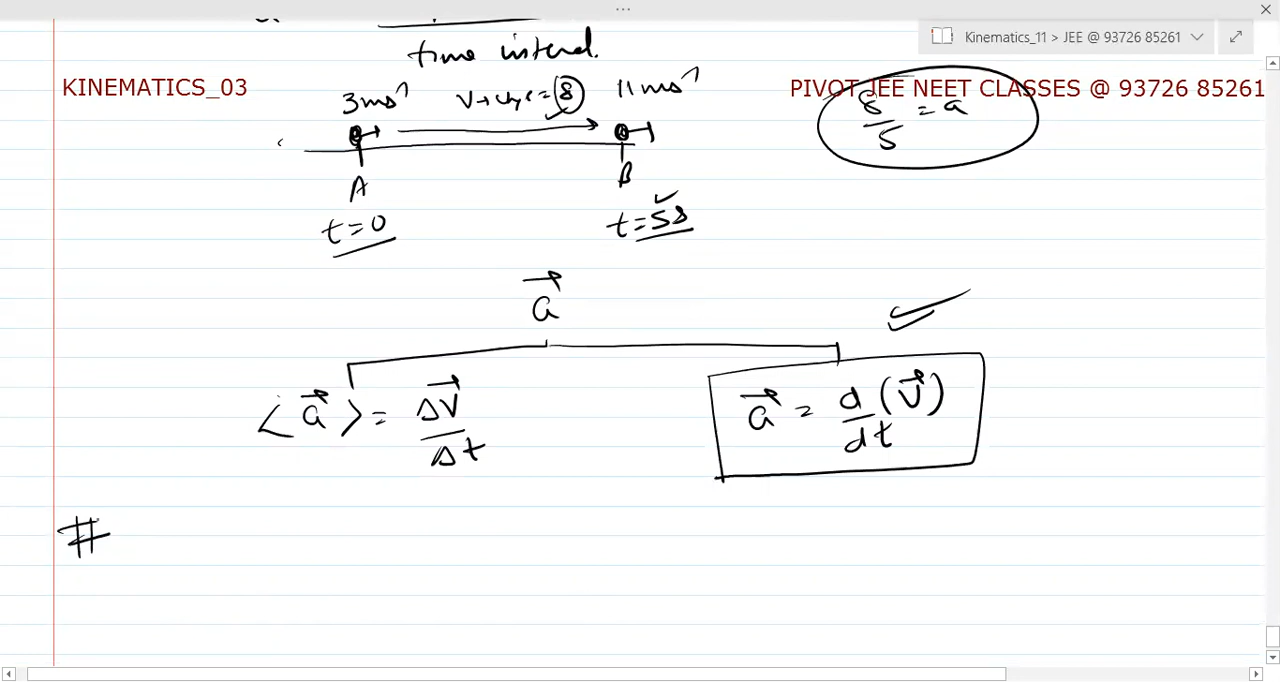 Kinematics_11 > JEE @ 93726 85261
time interval.
KINEMATICS_03
PIVOT JEE NEET CLASSES @ 93726 85261
3ms⁻¹ = 8 11ms⁻¹
8/5 = a
A B
t=0 t=5s
a⃗
<a⃗> = Δv⃗/Δt
a⃗ = d/dt (v⃗)
#